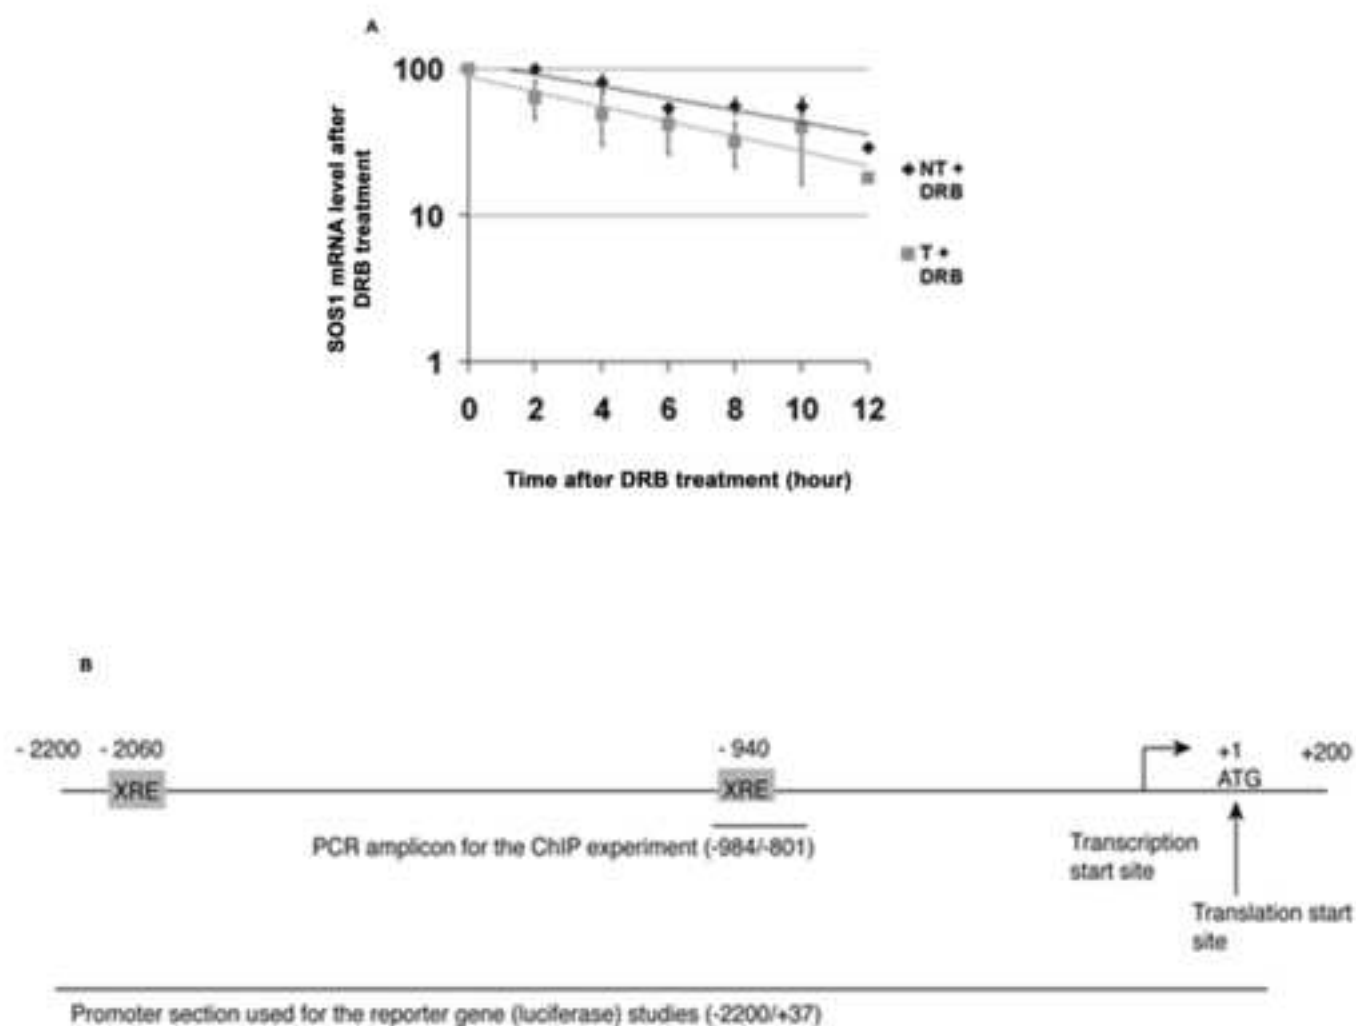 A
100
10
1
SOS1 mRNA level after
DRB treatment
0 2 4 6 8 10 12
Time after DRB treatment (hour)
NT +
DRB
T +
DRB
B
- 2200 - 2060 - 940 +1 +200
XRE XRE ATG
PCR amplicon for the ChIP experiment (-984/-801)
Transcription
start site
Translation start
site
Promoter section used for the reporter gene (luciferase) studies (-2200/+37)